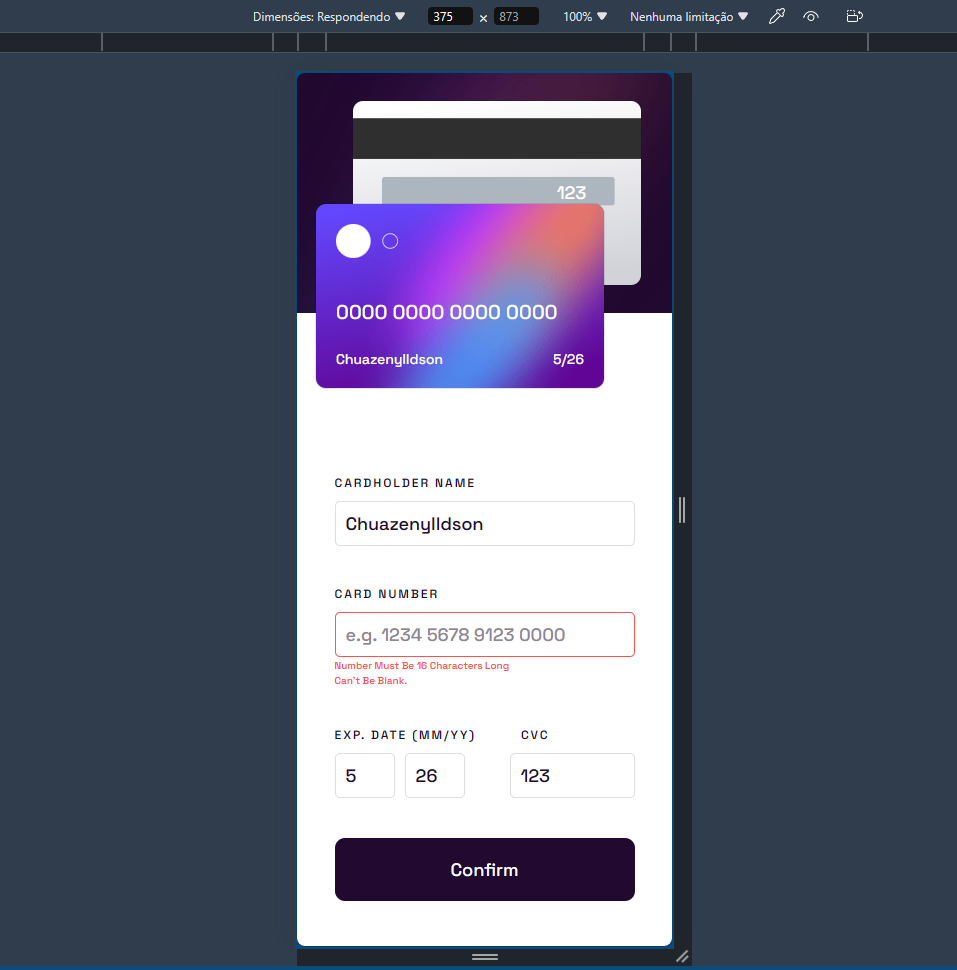 Dimensões: Respondendo 375 × 873 100% Nenhuma limitação
123
0000 0000 0000 0000
Chuazenylldson 5/26
CARDHOLDER NAME
Chuazenylldson
CARD NUMBER
e.g. 1234 5678 9123 0000
Number Must Be 16 Characters Long
Can't Be Blank.
EXP. DATE (MM/YY) CVC
5 26 123
Confirm